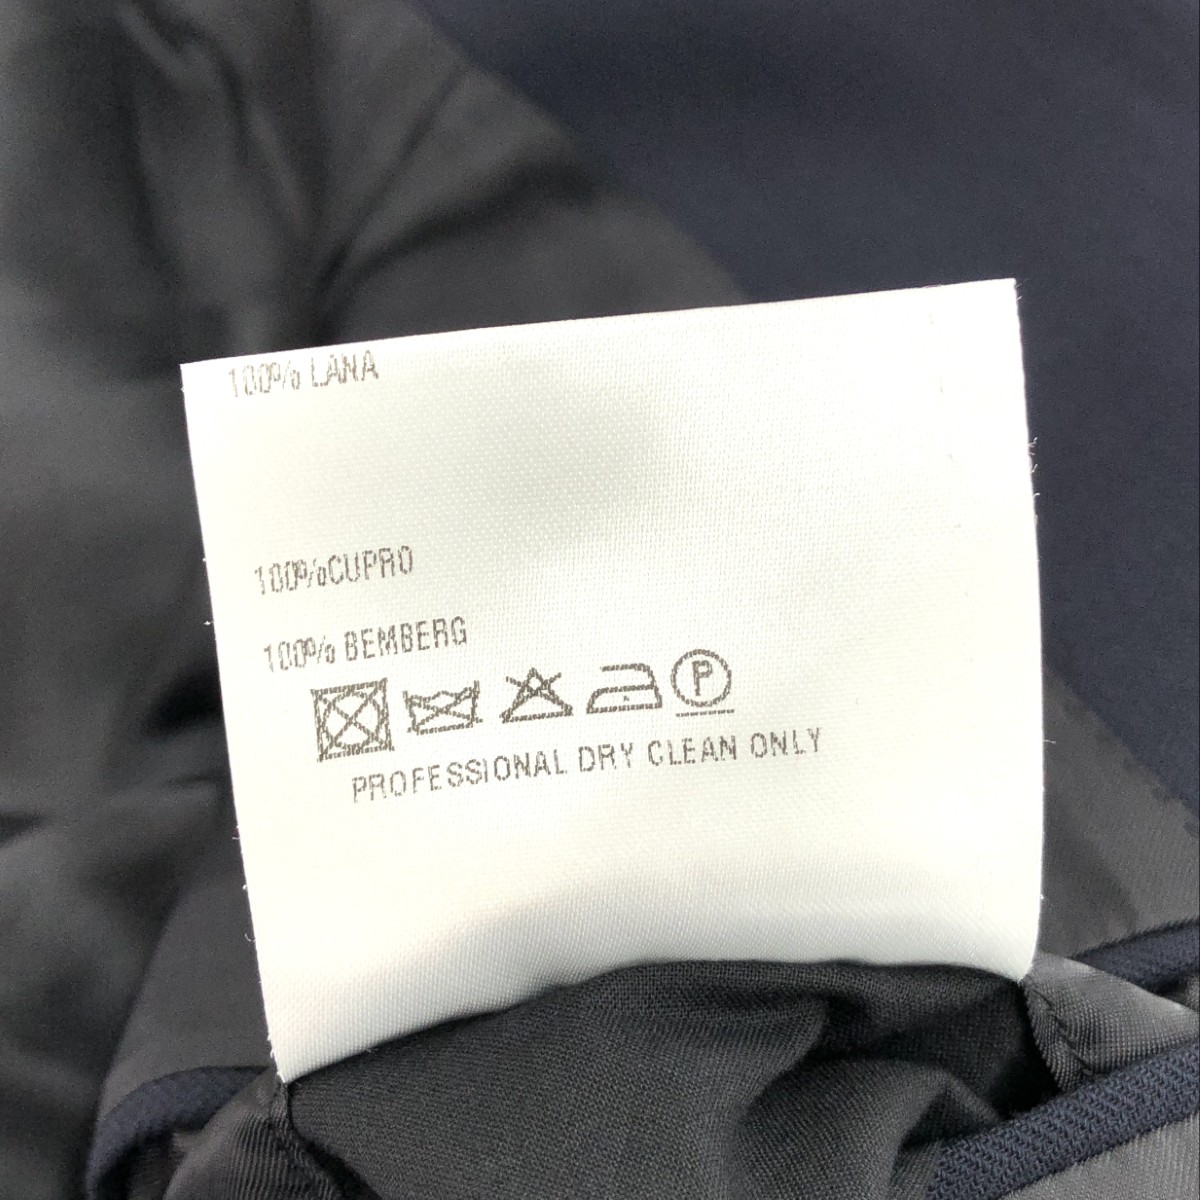 100% LANA
100%CUPRO
100% BEMBERG
P
PROFESSIONAL DRY CLEAN ONLY